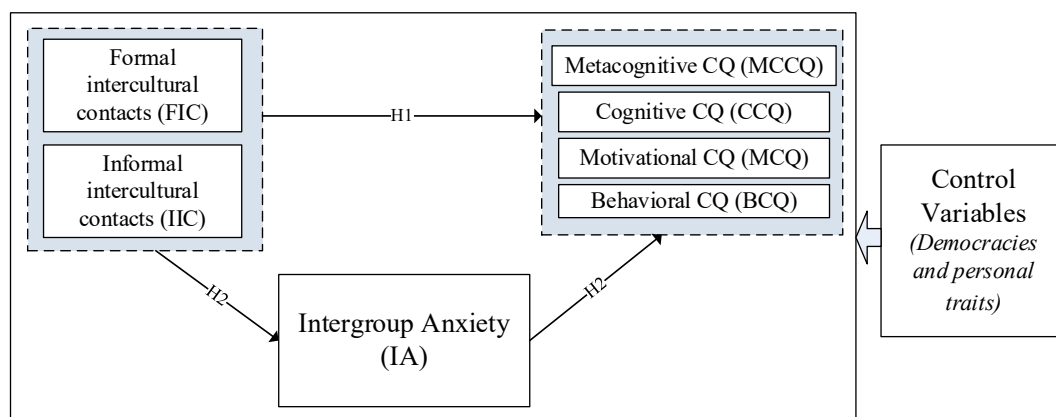 Formal
intercultural
contacts (FIC)
Informal
intercultural
contacts (IIC)
H1
Metacognitive CQ (MCCQ)
Cognitive CQ (CCQ)
Motivational CQ (MCQ)
Behavioral CQ (BCQ)
H2
Intergroup Anxiety
(IA)
H2
Control
Variables
(Democracies
and personal
traits)